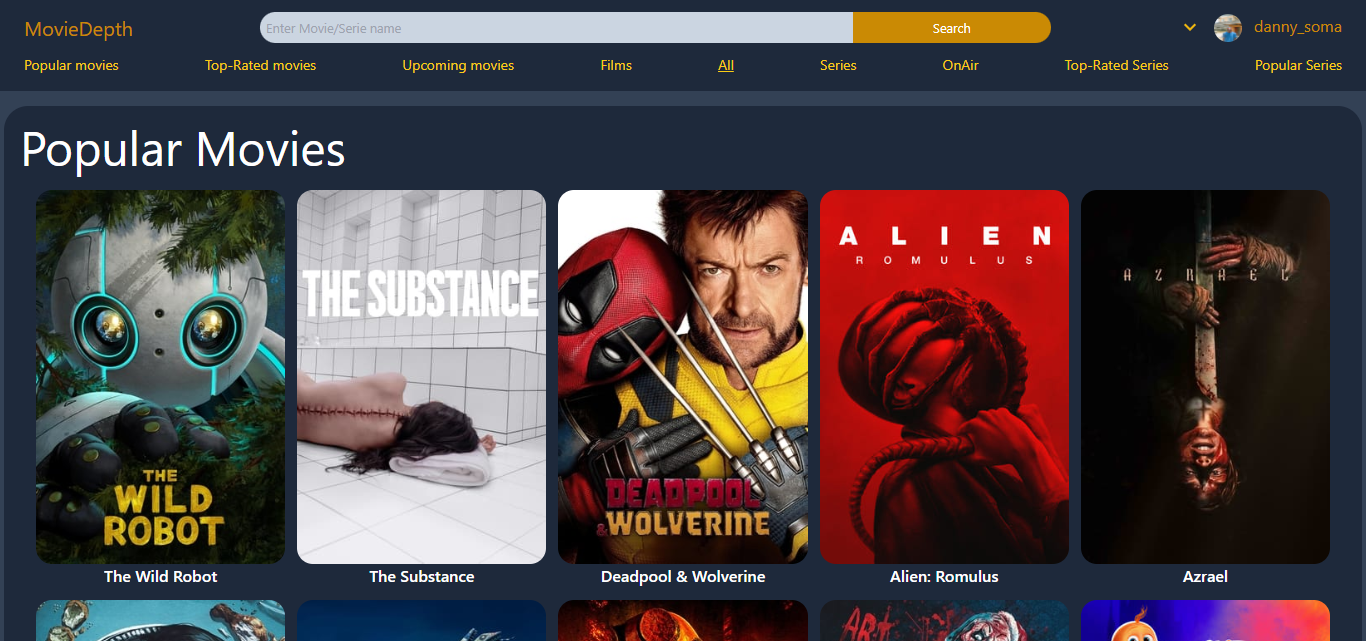 MovieDepth
Enter Movie/Serie name
Search
danny_soma
Popular movies
Top-Rated movies
Upcoming movies
Films
All
Series
OnAir
Top-Rated Series
Popular Series
Popular Movies
THE
WILD
ROBOT
THE SUBSTANCE
DEADPOOL
& WOLVERINE
ALIEN
ROMULUS
AZRAEL
The Wild Robot
The Substance
Deadpool & Wolverine
Alien: Romulus
Azrael
ART